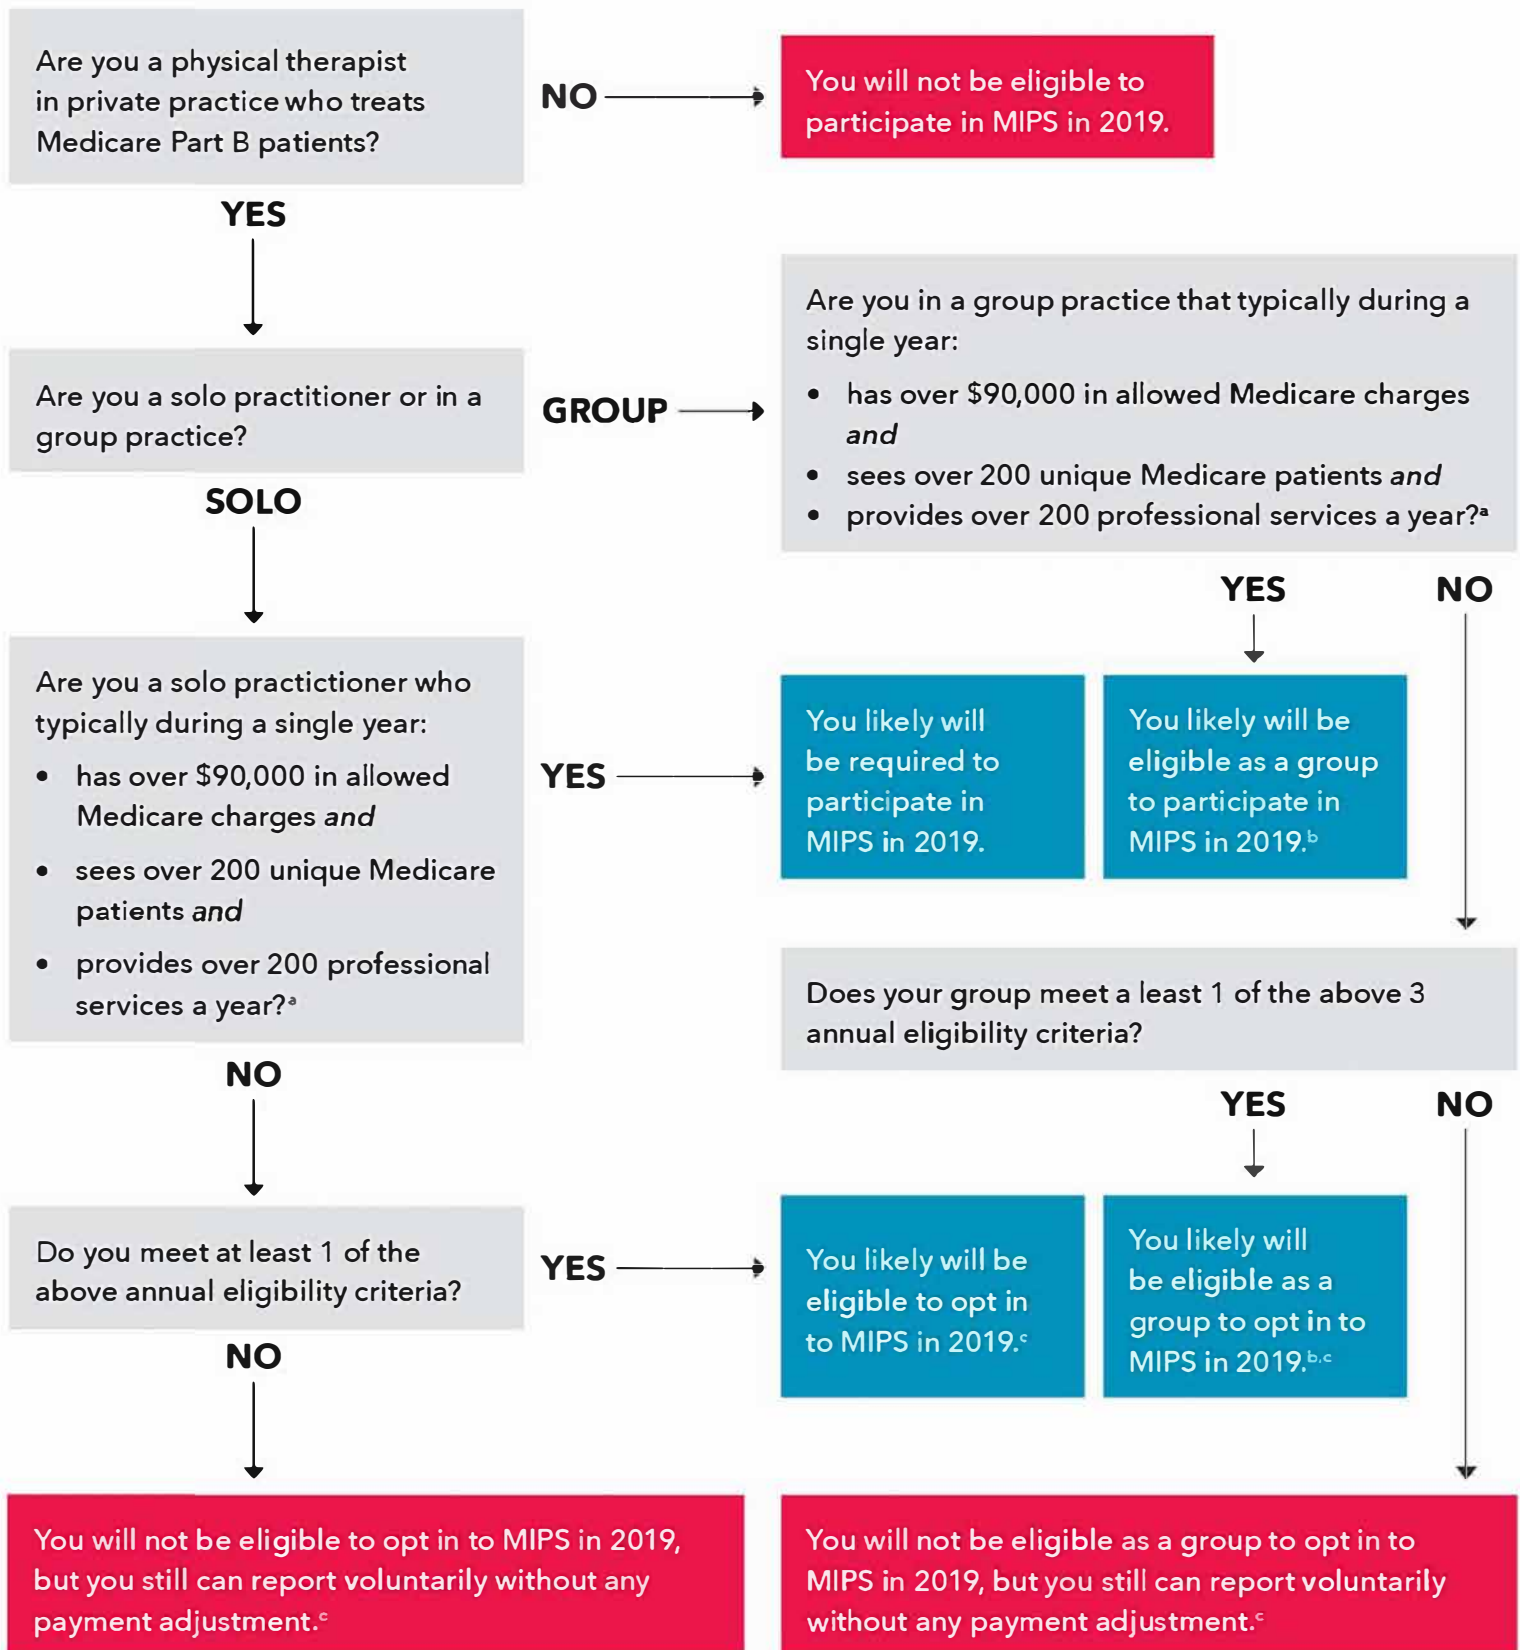 Are you a physical therapist
in private practice who treats
Medicare Part B patients?
NO
You will not be eligible to
participate in MIPS in 2019.
YES
Are you a solo practitioner or in a
group practice?
GROUP
Are you in a group practice that typically during a
single year:
• has over $90,000 in allowed Medicare charges
and
• sees over 200 unique Medicare patients and
• provides over 200 professional services a year?ª
SOLO
YES
NO
Are you a solo practictioner who
typically during a single year:
• has over $90,000 in allowed
Medicare charges and
• sees over 200 unique Medicare
patients and
• provides over 200 professional
services a year?ª
YES
You likely will
be required to
participate in
MIPS in 2019.
You likely will be
eligible as a group
to participate in
MIPS in 2019.ᵇ
Does your group meet a least 1 of the above 3
annual eligibility criteria?
NO
YES
NO
Do you meet at least 1 of the
above annual eligibility criteria?
YES
You likely will be
eligible to opt in
to MIPS in 2019.ᶜ
You likely will
be eligible as a
group to opt in to
MIPS in 2019.ᵇ,ᶜ
NO
You will not be eligible to opt in to MIPS in 2019,
but you still can report voluntarily without any
payment adjustment.ᶜ
You will not be eligible as a group to opt in to
MIPS in 2019, but you still can report voluntarily
without any payment adjustment.ᶜ